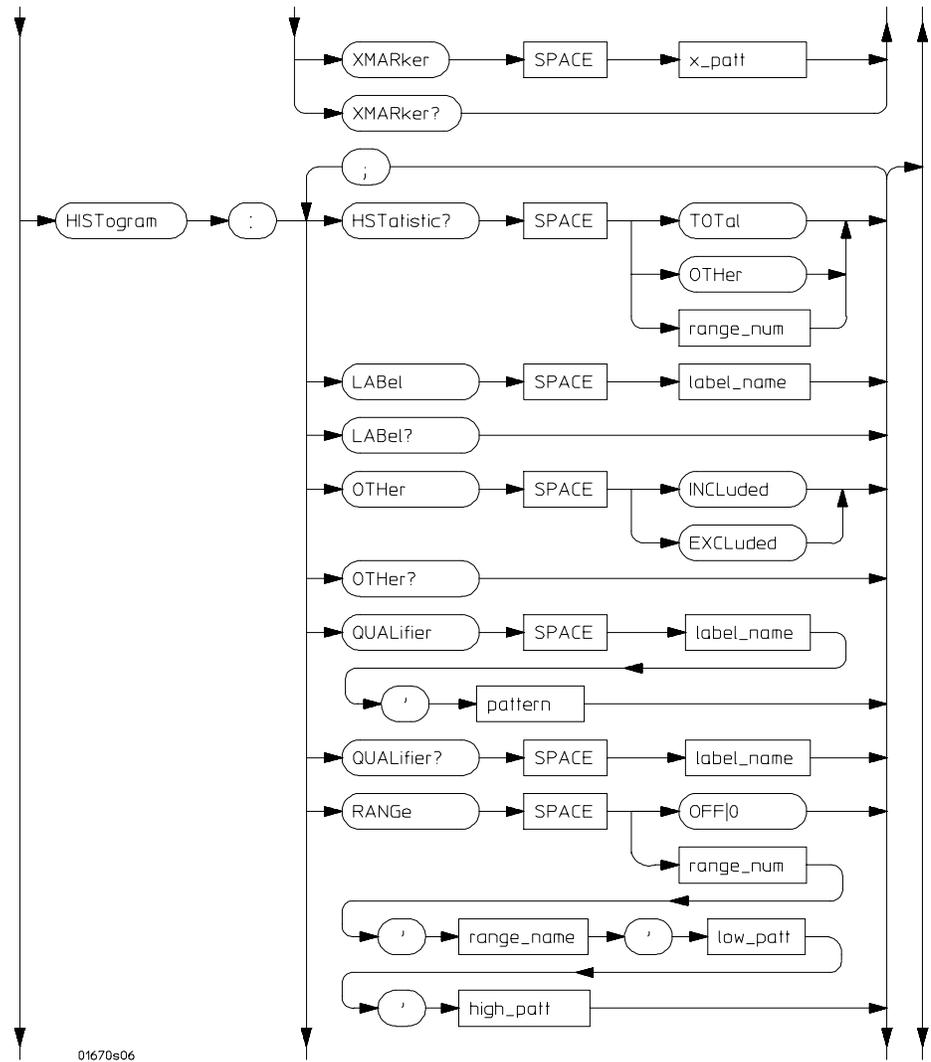 XMARker SPACE x_patt
XMARker?
;
HISTogram : HSTatistic? SPACE TOTal
OTHer
range_num
LABel SPACE label_name
LABel?
OTHer SPACE INCLuded
EXCLuded
OTHer?
QUALifier SPACE label_name
, pattern
QUALifier? SPACE label_name
RANGe SPACE OFF|0
range_num
, range_name , low_patt
, high_patt
01670s06